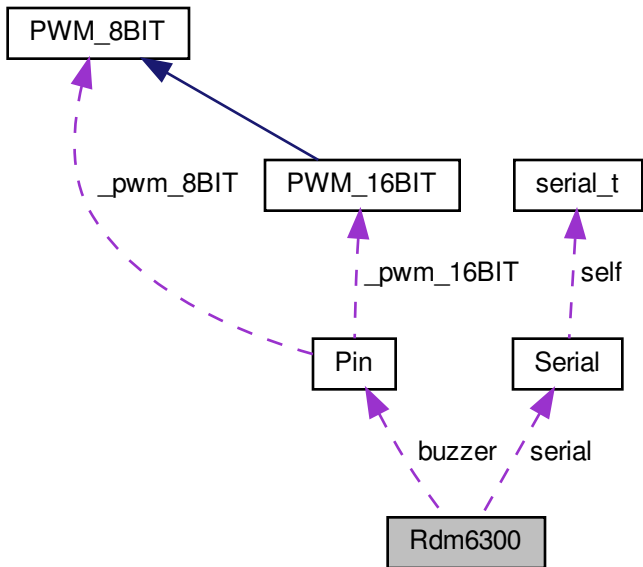 PWM_8BIT
_pwm_8BIT
PWM_16BIT
serial_t
_pwm_16BIT
self
Pin
Serial
buzzer
serial
Rdm6300